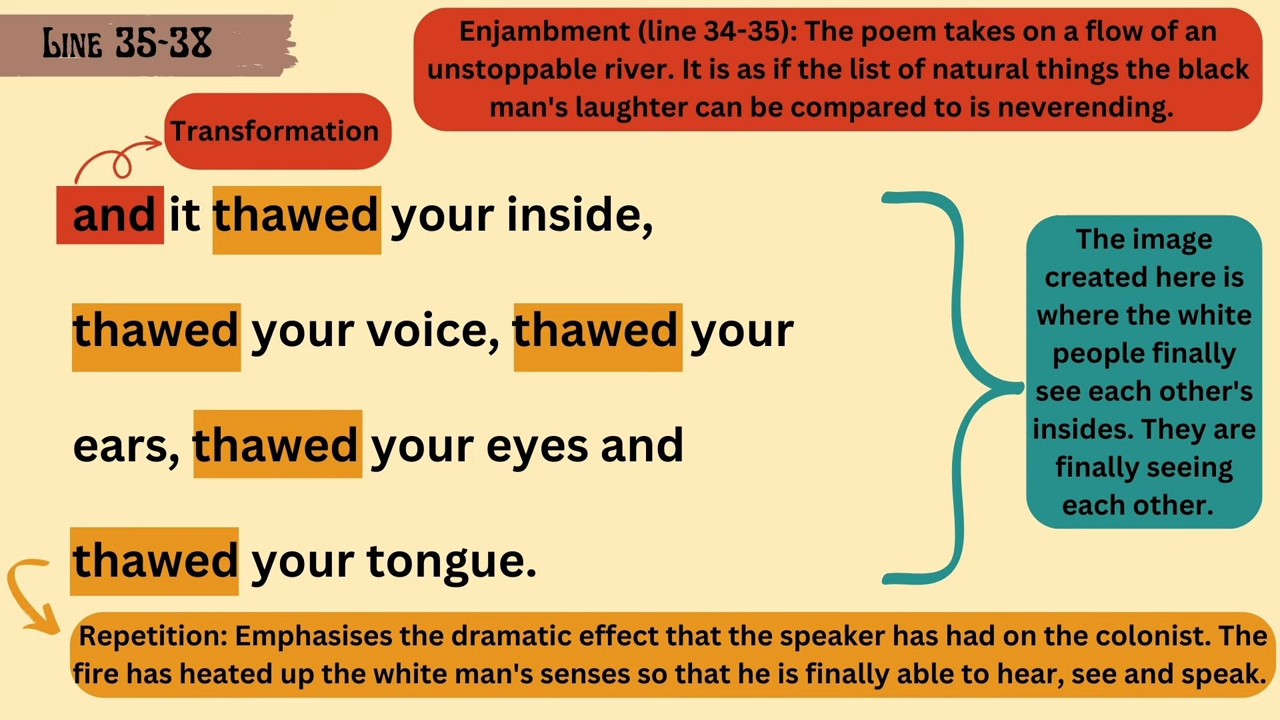 Line 35-38
Enjambment (line 34-35): The poem takes on a flow of an
unstoppable river. It is as if the list of natural things the black
man's laughter can be compared to is neverending.
Transformation
and it thawed your inside,
thawed your voice, thawed your
ears, thawed your eyes and
thawed your tongue.
The image
created here is
where the white
people finally
see each other's
insides. They are
finally seeing
each other.
Repetition: Emphasises the dramatic effect that the speaker has had on the colonist. The
fire has heated up the white man's senses so that he is finally able to hear, see and speak.